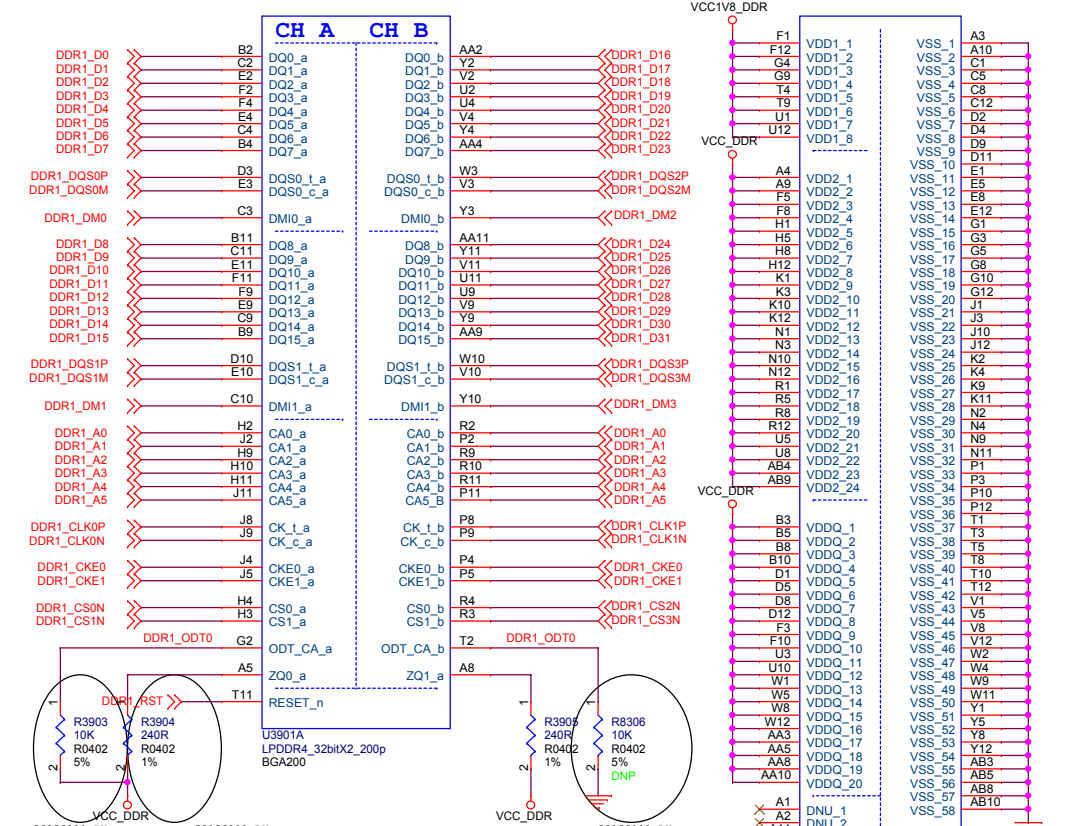 CH A CH B
DDR1_D0 B2 DQ0_a DQ0_b AA2 DDR1_D16
DDR1_D1 C2 DQ1_a DQ1_b Y2 DDR1_D17
DDR1_D2 E2 DQ2_a DQ2_b V2 DDR1_D18
DDR1_D3 F2 DQ3_a DQ3_b U2 DDR1_D19
DDR1_D4 F4 DQ4_a DQ4_b U4 DDR1_D20
DDR1_D5 E4 DQ5_a DQ5_b V4 DDR1_D21
DDR1_D6 C4 DQ6_a DQ6_b Y4 DDR1_D22
DDR1_D7 B4 DQ7_a DQ7_b AA4 DDR1_D23
DDR1_DQS0P D3 DQS0_t_a DQS0_t_b W3 DDR1_DQS2P
DDR1_DQS0M E3 DQS0_c_a DQS0_c_b V3 DDR1_DQS2M
DDR1_DM0 C3 DMI0_a DMI0_b Y3 DDR1_DM2
DDR1_D8 B11 DQ8_a DQ8_b AA11 DDR1_D24
DDR1_D9 C11 DQ9_a DQ9_b Y11 DDR1_D25
DDR1_D10 E11 DQ10_a DQ10_b V11 DDR1_D26
DDR1_D11 F11 DQ11_a DQ11_b U11 DDR1_D27
DDR1_D12 F9 DQ12_a DQ12_b U9 DDR1_D28
DDR1_D13 E9 DQ13_a DQ13_b V9 DDR1_D29
DDR1_D14 C9 DQ14_a DQ14_b Y9 DDR1_D30
DDR1_D15 B9 DQ15_a DQ15_b AA9 DDR1_D31
DDR1_DQS1P D10 DQS1_t_a DQS1_t_b W10 DDR1_DQS3P
DDR1_DQS1M E10 DQS1_c_a DQS1_c_b V10 DDR1_DQS3M
DDR1_DM1 C10 DMI1_a DMI1_b Y10 DDR1_DM3
DDR1_A0 H2 CA0_a CA0_b R2 DDR1_A0
DDR1_A1 J2 CA1_a CA1_b P2 DDR1_A1
DDR1_A2 H9 CA2_a CA2_b R9 DDR1_A2
DDR1_A3 H10 CA3_a CA3_b R10 DDR1_A3
DDR1_A4 H11 CA4_a CA4_b R11 DDR1_A4
DDR1_A5 J11 CA5_a CA5_B P11 DDR1_A5
DDR1_CLK0P J8 CK_t_a CK_t_b P8 DDR1_CLK1P
DDR1_CLK0N J9 CK_c_a CK_c_b P9 DDR1_CLK1N
DDR1_CKE0 J4 CKE0_a CKE0_b P4 DDR1_CKE0
DDR1_CKE1 J5 CKE1_a CKE1_b P5 DDR1_CKE1
DDR1_CS0N H4 CS0_a CS0_b R4 DDR1_CS2N
DDR1_CS1N H3 CS1_a CS1_b R3 DDR1_CS3N
DDR1_ODT0 G2 ODT_CA_a ODT_CA_b T2 DDR1_ODT0
A5 ZQ0_a ZQ1_a A8
DDR1_RST T11 RESET_n
U3901A
LPDDR4_32bitX2_200p
BGA200
1 R3903 10K R0402 5% 2
1 R3904 240R R0402 1% 2
VCC_DDR
1 R3905 240R R0402 1% 2
VCC_DDR
1 R8306 10K R0402 5% 2
DNP
VCC1V8_DDR
F1 VDD1_1
F12 VDD1_2
G4 VDD1_3
G9 VDD1_4
T4 VDD1_5
T9 VDD1_6
U1 VDD1_7
U12 VDD1_8
VCC_DDR
A4 VDD2_1
A9 VDD2_2
F5 VDD2_3
F8 VDD2_4
H1 VDD2_5
H5 VDD2_6
H8 VDD2_7
H12 VDD2_8
K1 VDD2_9
K3 VDD2_10
K10 VDD2_11
K12 VDD2_12
N1 VDD2_13
N3 VDD2_14
N10 VDD2_15
N12 VDD2_16
R1 VDD2_17
R5 VDD2_18
R8 VDD2_19
R12 VDD2_20
U5 VDD2_21
U8 VDD2_22
AB4 VDD2_23
AB9 VDD2_24
VCC_DDR
B3 VDDQ_1
B5 VDDQ_2
B8 VDDQ_3
B10 VDDQ_4
D1 VDDQ_5
D5 VDDQ_6
D8 VDDQ_7
D12 VDDQ_8
F3 VDDQ_9
F10 VDDQ_10
U3 VDDQ_11
U10 VDDQ_12
W1 VDDQ_13
W5 VDDQ_14
W8 VDDQ_15
W12 VDDQ_16
AA3 VDDQ_17
AA5 VDDQ_18
AA8 VDDQ_19
AA10 VDDQ_20
A1 DNU_1
A2 DNU_2
VSS_1 A3
VSS_2 A10
VSS_3 C1
VSS_4 C5
VSS_5 C8
VSS_6 C12
VSS_7 D2
VSS_8 D4
VSS_9 D9
VSS_10 D11
VSS_11 E1
VSS_12 E5
VSS_13 E8
VSS_14 E12
VSS_15 G1
VSS_16 G3
VSS_17 G5
VSS_18 G8
VSS_19 G10
VSS_20 G12
VSS_21 J1
VSS_22 J3
VSS_23 J10
VSS_24 J12
VSS_25 K2
VSS_26 K4
VSS_27 K9
VSS_28 K11
VSS_29 N2
VSS_30 N4
VSS_31 N9
VSS_32 N11
VSS_33 P1
VSS_34 P3
VSS_35 P10
VSS_36 P12
VSS_37 T1
VSS_38 T3
VSS_39 T5
VSS_40 T8
VSS_41 T10
VSS_42 T12
VSS_43 V1
VSS_44 V5
VSS_45 V8
VSS_46 V12
VSS_47 W2
VSS_48 W4
VSS_49 W9
VSS_50 W11
VSS_51 Y1
VSS_52 Y5
VSS_53 Y8
VSS_54 Y12
VSS_55 AB3
VSS_56 AB5
VSS_57 AB8
VSS_58 AB10